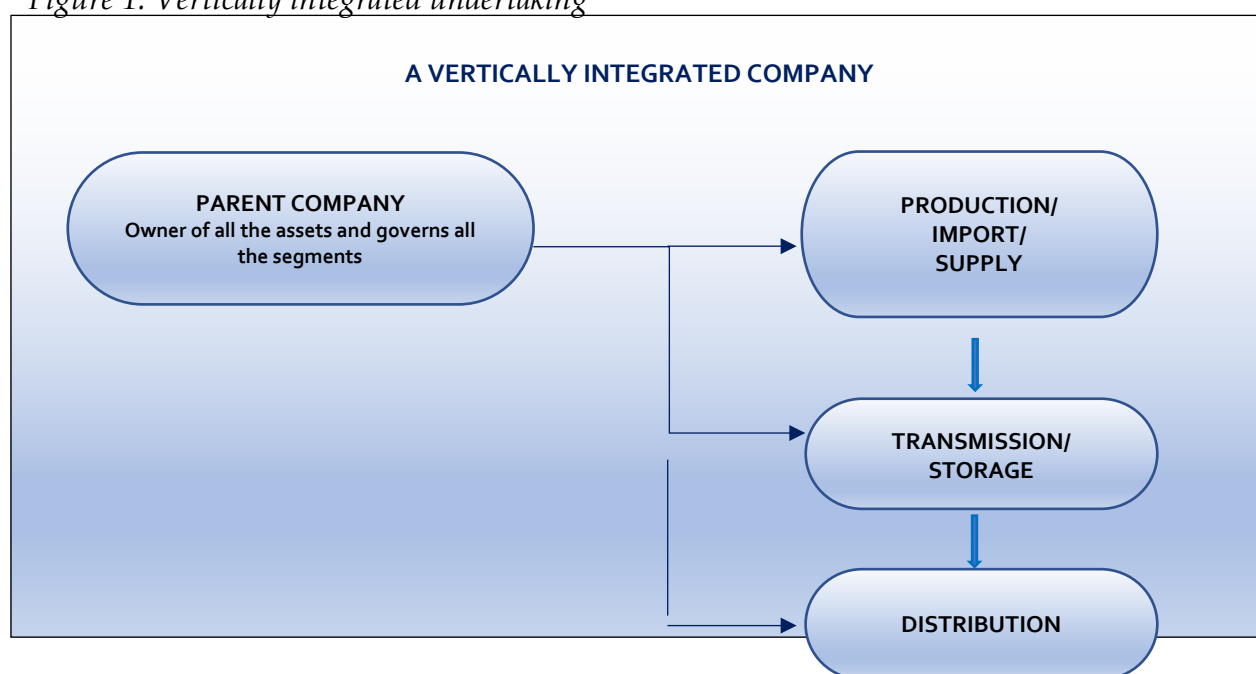 Figure 1. Vertically integrated undertaking
A VERTICALLY INTEGRATED COMPANY
PARENT COMPANY
Owner of all the assets and governs all
the segments
PRODUCTION/
IMPORT/
SUPPLY
TRANSMISSION/
STORAGE
DISTRIBUTION